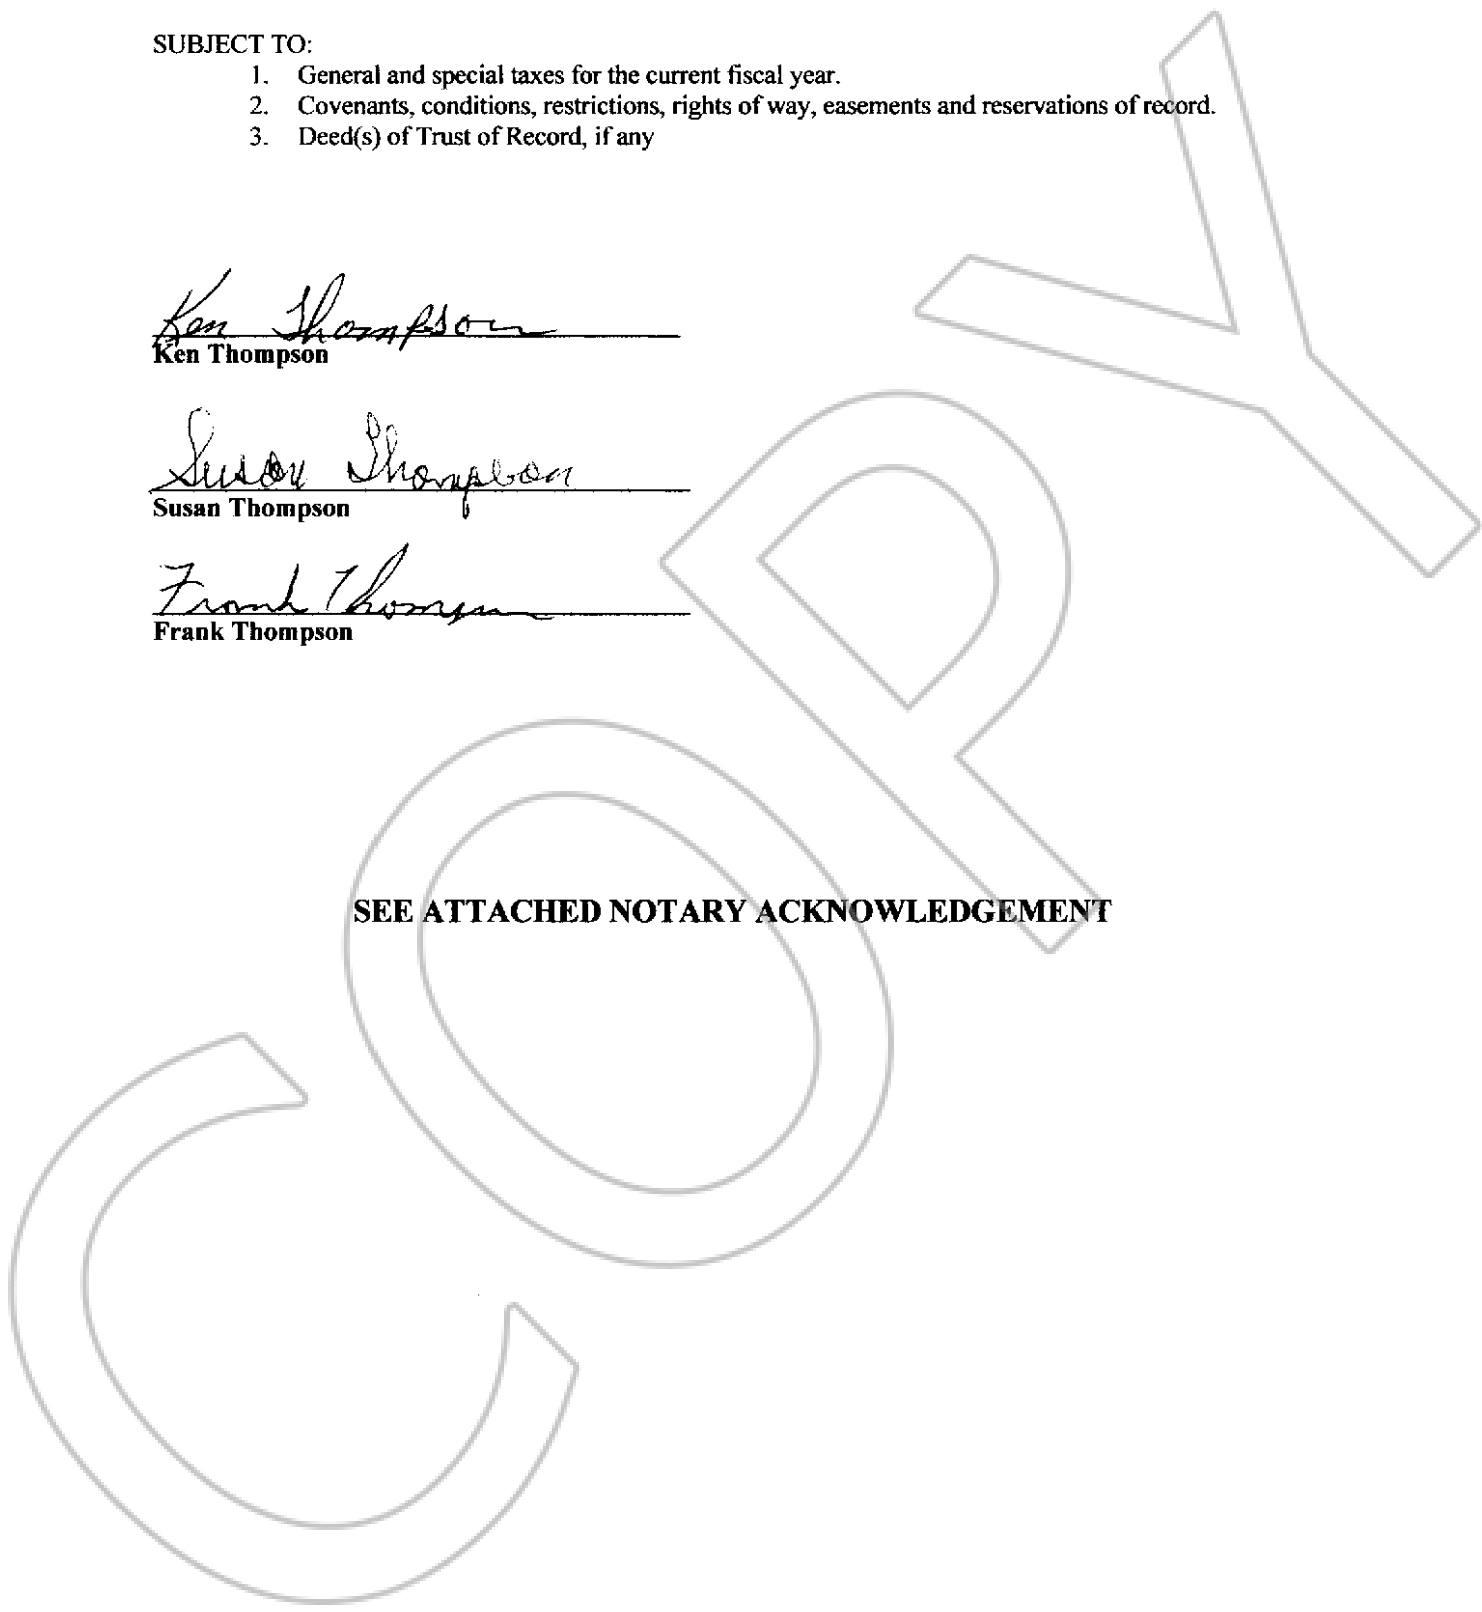 SUBJECT TO:
1. General and special taxes for the current fiscal year.
2. Covenants, conditions, restrictions, rights of way, easements and reservations of record.
3. Deed(s) of Trust of Record, if any
Ken Thompson
Ken Thompson
Susan Thompson
Susan Thompson
Frank Thompson
Frank Thompson
SEE ATTACHED NOTARY ACKNOWLEDGEMENT
COPY